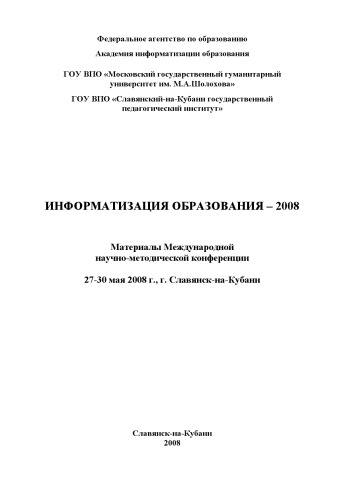 Федеральное агентство по образованию
Академия информатизации образования
ГОУ ВПО «Московский государственный гуманитарный
университет им. М.А.Шолохова»
ГОУ ВПО «Славянский-на-Кубани государственный
педагогический институт»
ИНФОРМАТИЗАЦИЯ ОБРАЗОВАНИЯ – 2008
Материалы Международной
научно-методической конференции
27-30 мая 2008 г., г. Славянск-на-Кубани
Славянск-на-Кубани
2008